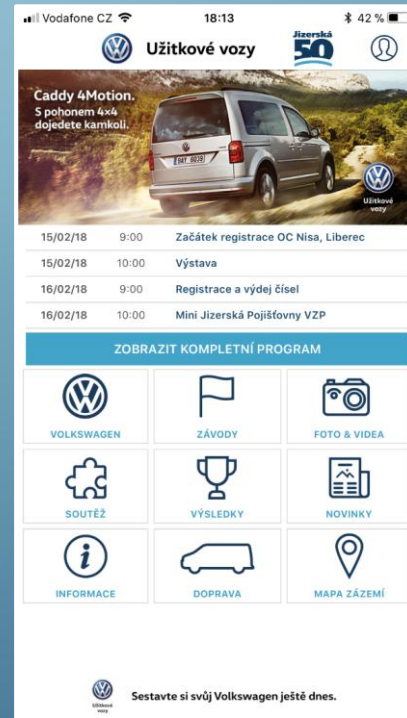 Vodafone CZ 18:13 42 %
Užitkové vozy
Jizerská
50
Caddy 4Motion.
S pohonem 4x4
dojedete kamkoli.
Užitkové
vozy
15/02/18 9:00 Začátek registrace OC Nisa, Liberec
15/02/18 10:00 Výstava
16/02/18 9:00 Registrace a výdej čísel
16/02/18 10:00 Mini Jizerská Pojišťovny VZP
ZOBRAZIT KOMPLETNÍ PROGRAM
VOLKSWAGEN
ZÁVODY
FOTO & VIDEA
SOUTĚŽ
VÝSLEDKY
NOVINKY
INFORMACE
DOPRAVA
MAPA ZÁZEMÍ
Užitkové
vozy
Sestavte si svůj Volkswagen ještě dnes.